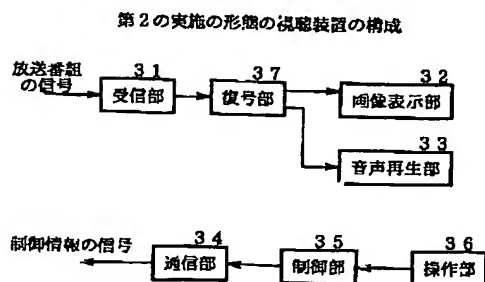 第2の実施の形態の視聴装置の構成
放送番組
の信号
31
受信部
37
復号部
32
画像表示部
33
音声再生部
制御情報の信号
34
通信部
35
制御部
36
操作部